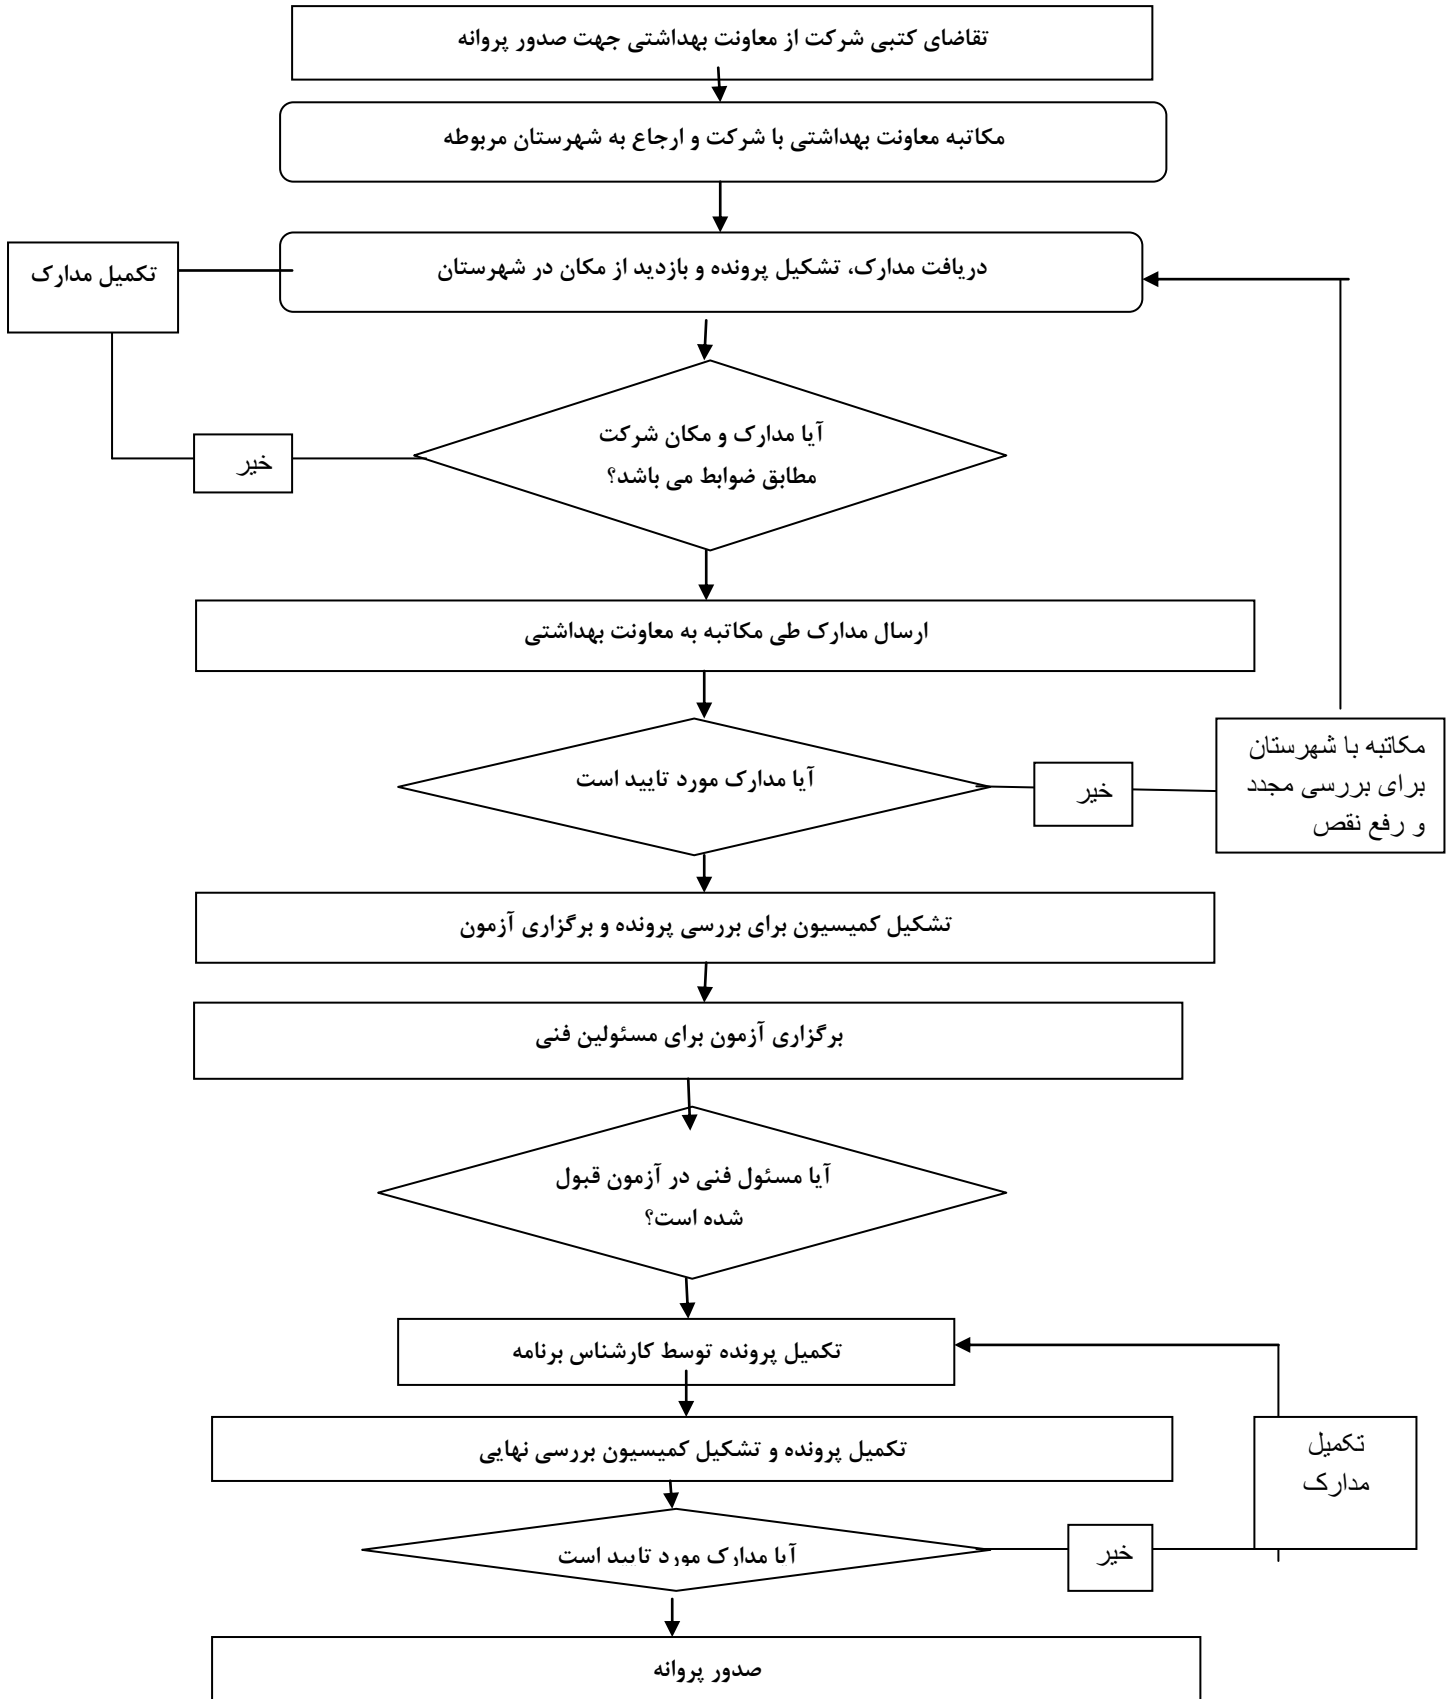 تقاضای کتبی شرکت از معاونت بهداشتی جهت صدور پروانه
مکاتبه معاونت بهداشتی با شرکت و ارجاع به شهرستان مربوطه
دریافت مدارک، تشکیل پرونده و بازدید از مکان در شهرستان
تکمیل مدارک
آیا مدارک و مکان شرکت
مطابق ضوابط می باشد؟
خیر
ارسال مدارک طی مکاتبه به معاونت بهداشتی
آیا مدارک مورد تایید است
خیر
مکاتبه با شهرستان
برای بررسی مجدد
و رفع نقص
تشکیل کمیسیون برای بررسی پرونده و برگزاری آزمون
برگزاری آزمون برای مسئولین فنی
آیا مسئول فنی در آزمون قبول
شده است؟
تکمیل پرونده توسط کارشناس برنامه
تکمیل پرونده و تشکیل کمیسیون بررسی نهایی
تکمیل
مدارک
آیا مدارک مورد تایید است
خیر
صدور پروانه